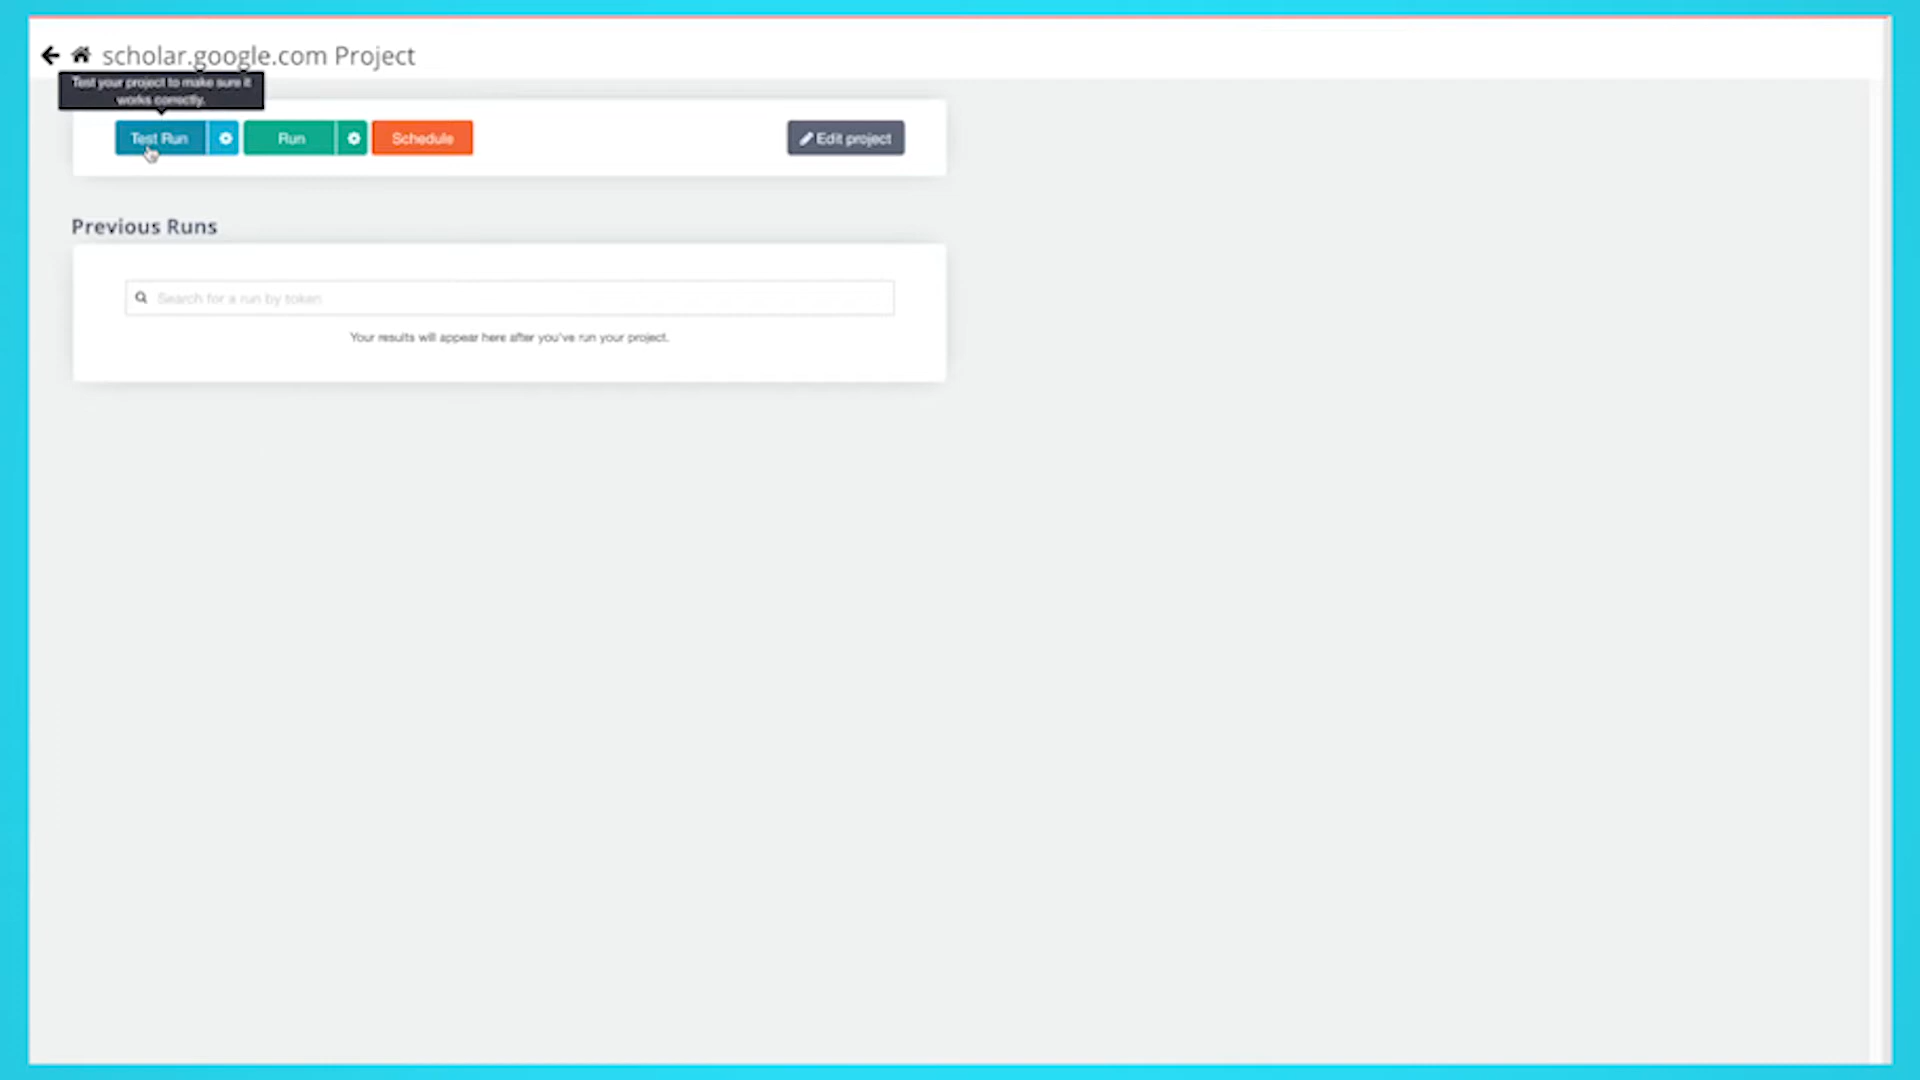 scholar.google.com Project
Test your project to make sure it
works correctly.
Test Run
Run
Schedule
Edit project
Previous Runs
Search for a run by token
Your results will appear here after you've run your project.